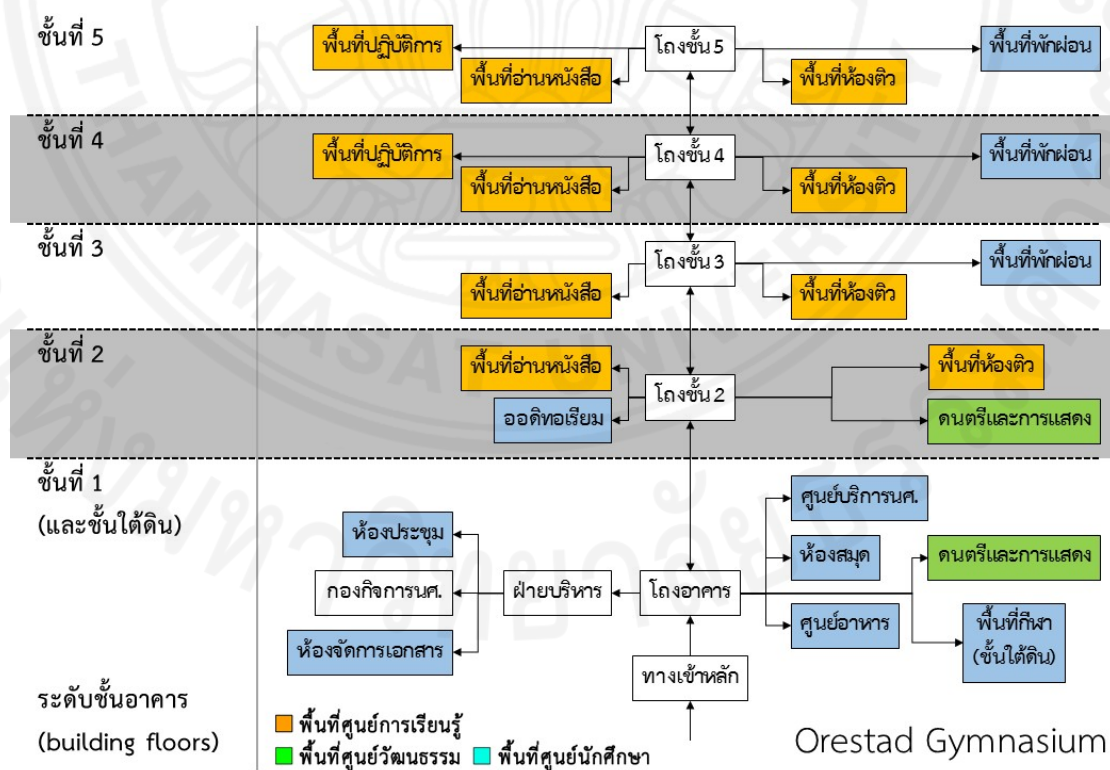 ชั้นที่ 5
พื้นที่ปฏิบัติการ
โถงชั้น 5
พื้นที่พักผ่อน
พื้นที่อ่านหนังสือ
พื้นที่ห้องติว
ชั้นที่ 4
พื้นที่ปฏิบัติการ
โถงชั้น 4
พื้นที่พักผ่อน
พื้นที่อ่านหนังสือ
พื้นที่ห้องติว
ชั้นที่ 3
โถงชั้น 3
พื้นที่พักผ่อน
พื้นที่อ่านหนังสือ
พื้นที่ห้องติว
ชั้นที่ 2
พื้นที่อ่านหนังสือ
พื้นที่ห้องติว
โถงชั้น 2
ออดิทอเรียม
ดนตรีและการแสดง
ชั้นที่ 1
(และชั้นใต้ดิน)
ศูนย์บริการนศ.
ห้องประชุม
ห้องสมุด
ดนตรีและการแสดง
กองกิจการนศ.
ฝ่ายบริหาร
โถงอาคาร
ศูนย์อาหาร
พื้นที่กีฬา
(ชั้นใต้ดิน)
ห้องจัดการเอกสาร
ทางเข้าหลัก
ระดับชั้นอาคาร
(building floors)
พื้นที่ศูนย์การเรียนรู้
พื้นที่ศูนย์วัฒนธรรม
พื้นที่ศูนย์นักศึกษา
Orestad Gymnasium
THAMMASAT UNIVERSIT